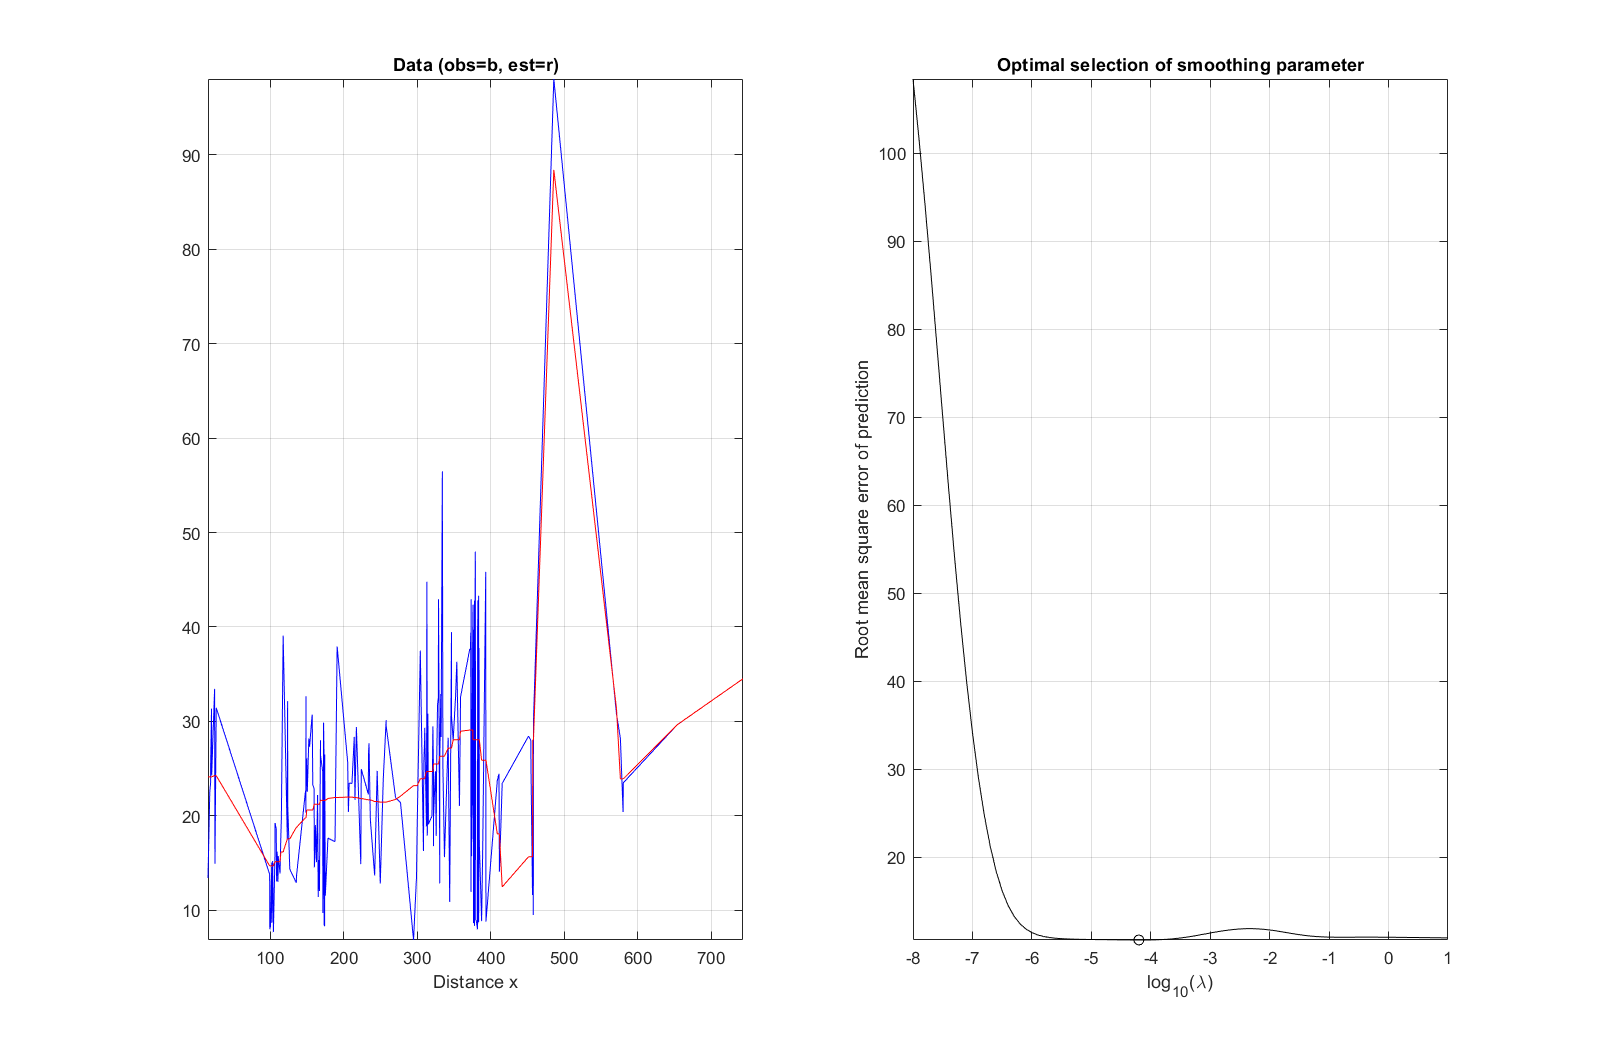 Data (obs=b, est=r)
90
80
70
60
50
40
30
20
10
100 200 300 400 500 600 700
Distance x
Optimal selection of smoothing parameter
Root mean square error of prediction
100
90
80
70
60
50
40
30
20
-8 -7 -6 -5 -4 -3 -2 -1 0 1
log10(λ)